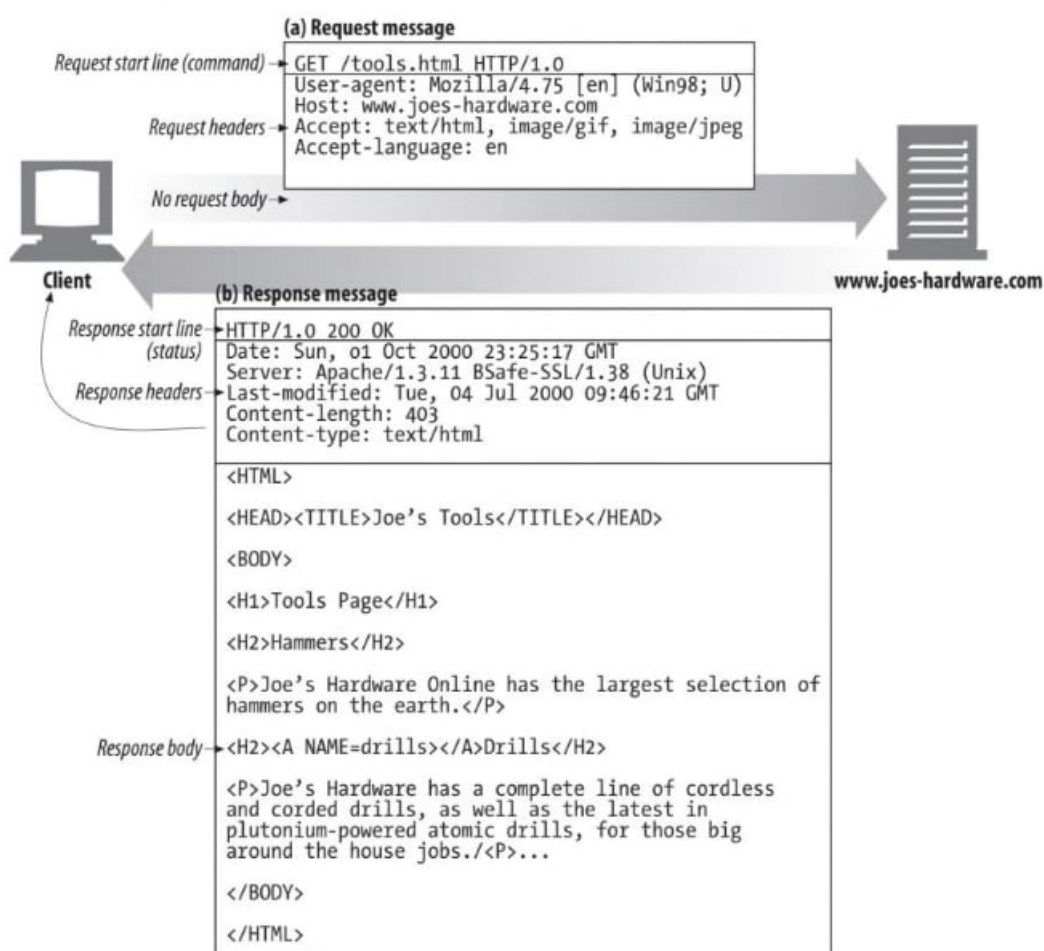 (a) Request message
Request start line (command)
GET /tools.html HTTP/1.0
User-agent: Mozilla/4.75 [en] (Win98; U)
Host: www.joes-hardware.com
Request headers
Accept: text/html, image/gif, image/jpeg
Accept-language: en
No request body
Client
www.joes-hardware.com
(b) Response message
Response start line
(status)
HTTP/1.0 200 OK
Date: Sun, o1 Oct 2000 23:25:17 GMT
Server: Apache/1.3.11 BSafe-SSL/1.38 (Unix)
Response headers
Last-modified: Tue, 04 Jul 2000 09:46:21 GMT
Content-length: 403
Content-type: text/html
<HTML>
<HEAD><TITLE>Joe's Tools</TITLE></HEAD>
<BODY>
<H1>Tools Page</H1>
<H2>Hammers</H2>
<P>Joe's Hardware Online has the largest selection of
hammers on the earth.</P>
Response body
<H2><A NAME=drills></A>Drills</H2>
<P>Joe's Hardware has a complete line of cordless
and corded drills, as well as the latest in
plutonium-powered atomic drills, for those big
around the house jobs./<P>...
</BODY>
</HTML>